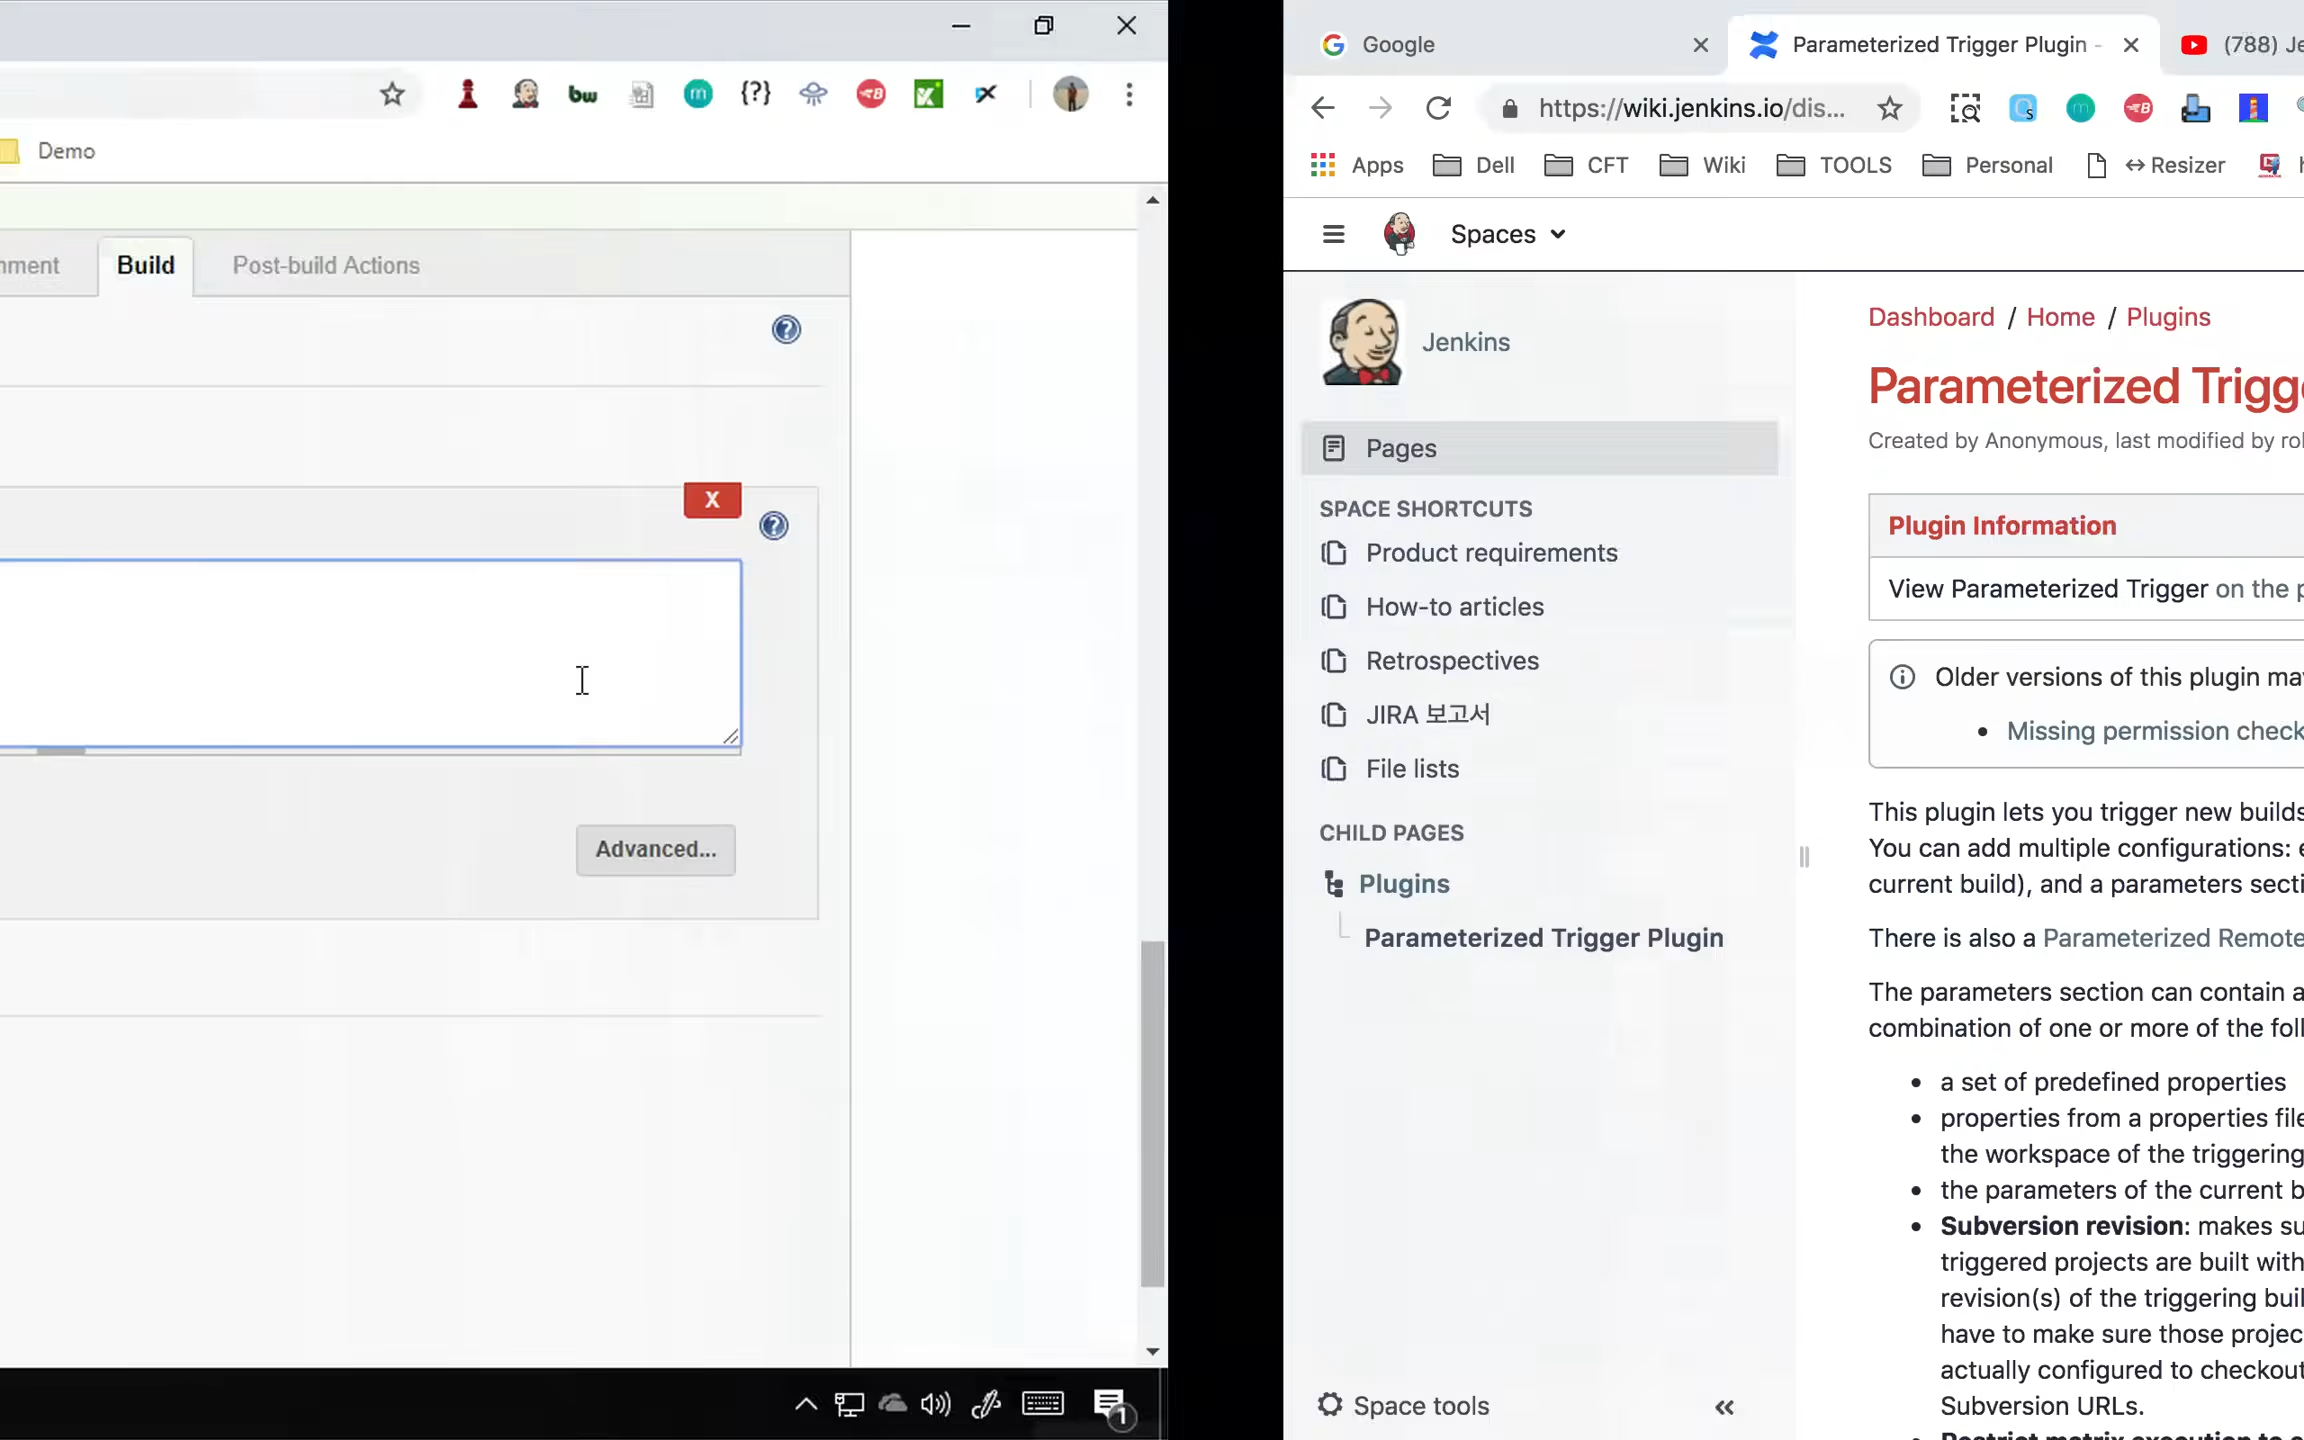 Demo
nment
Build
Post-build Actions
X
Advanced...
1
Google
Parameterized Trigger Plugin -
(788) Je
https://wiki.jenkins.io/dis...
Apps
Dell
CFT
Wiki
TOOLS
Personal
↔ Resizer
Spaces
Jenkins
Pages
SPACE SHORTCUTS
Product requirements
How-to articles
Retrospectives
JIRA 보고서
File lists
CHILD PAGES
Plugins
Parameterized Trigger Plugin
Space tools
Dashboard / Home / Plugins
Parameterized Trigge
Created by Anonymous, last modified by rol
Plugin Information
View Parameterized Trigger on the p
Older versions of this plugin may
• Missing permission check
This plugin lets you trigger new builds
You can add multiple configurations: e
current build), and a parameters secti
There is also a Parameterized Remote
The parameters section can contain a
combination of one or more of the foll
• a set of predefined properties
• properties from a properties file
the workspace of the triggering
• the parameters of the current b
• Subversion revision: makes su
triggered projects are built with
revision(s) of the triggering buil
have to make sure those projec
actually configured to checkout
Subversion URLs.
• Restrict matrix execution to a